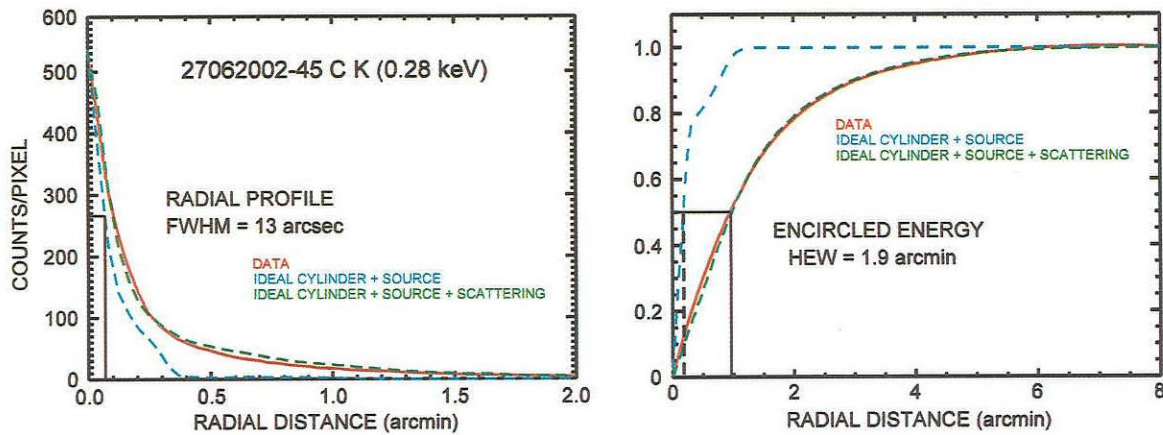 600
500
400
300
200
100
0
COUNTS/PIXEL
27062002-45 C K (0.28 keV)
RADIAL PROFILE
FWHM = 13 arcsec
DATA
IDEAL CYLINDER + SOURCE
IDEAL CYLINDER + SOURCE + SCATTERING
0.0 0.5 1.0 1.5 2.0
RADIAL DISTANCE (arcmin)
1.0
0.8
0.6
0.4
0.2
0
DATA
IDEAL CYLINDER + SOURCE
IDEAL CYLINDER + SOURCE + SCATTERING
ENCIRCLED ENERGY
HEW = 1.9 arcmin
0 2 4 6 8
RADIAL DISTANCE (arcmin)